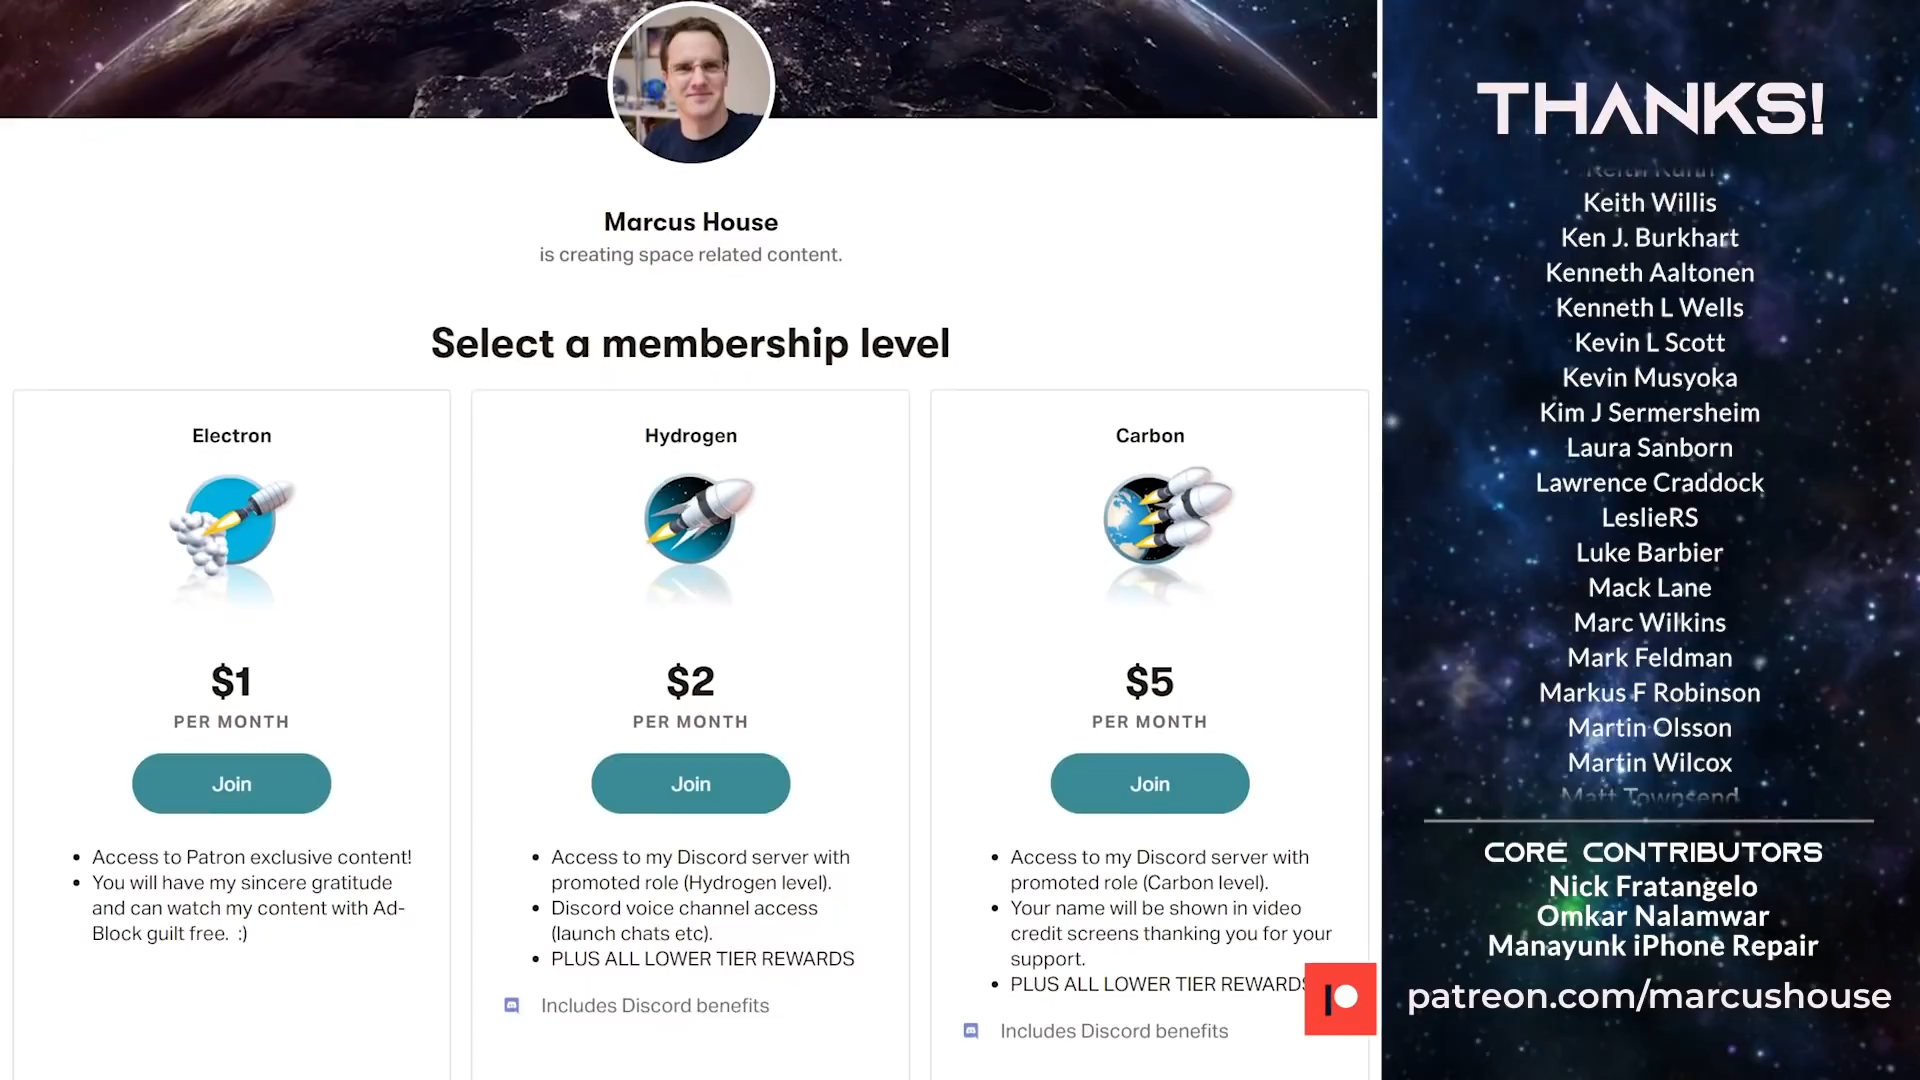 Marcus House
is creating space related content.
Select a membership level
Electron
$1
PER MONTH
Join
• Access to Patron exclusive content!
• You will have my sincere gratitude
and can watch my content with Ad-
Block guilt free. :)
Hydrogen
$2
PER MONTH
Join
• Access to my Discord server with
promoted role (Hydrogen level).
• Discord voice channel access
(launch chats etc).
• PLUS ALL LOWER TIER REWARDS
Includes Discord benefits
Carbon
$5
PER MONTH
Join
• Access to my Discord server with
promoted role (Carbon level).
• Your name will be shown in video
credit screens thanking you for your
support.
• PLUS ALL LOWER TIER REWARDS
Includes Discord benefits
THANKS!
Keith Willis
Ken J. Burkhart
Kenneth Aaltonen
Kenneth L Wells
Kevin L Scott
Kevin Musyoka
Kim J Sermersheim
Laura Sanborn
Lawrence Craddock
LeslieRS
Luke Barbier
Mack Lane
Marc Wilkins
Mark Feldman
Markus F Robinson
Martin Olsson
Martin Wilcox
Matt Townsend
CORE CONTRIBUTORS
Nick Fratangelo
Omkar Nalamwar
Manayunk iPhone Repair
patreon.com/marcushouse